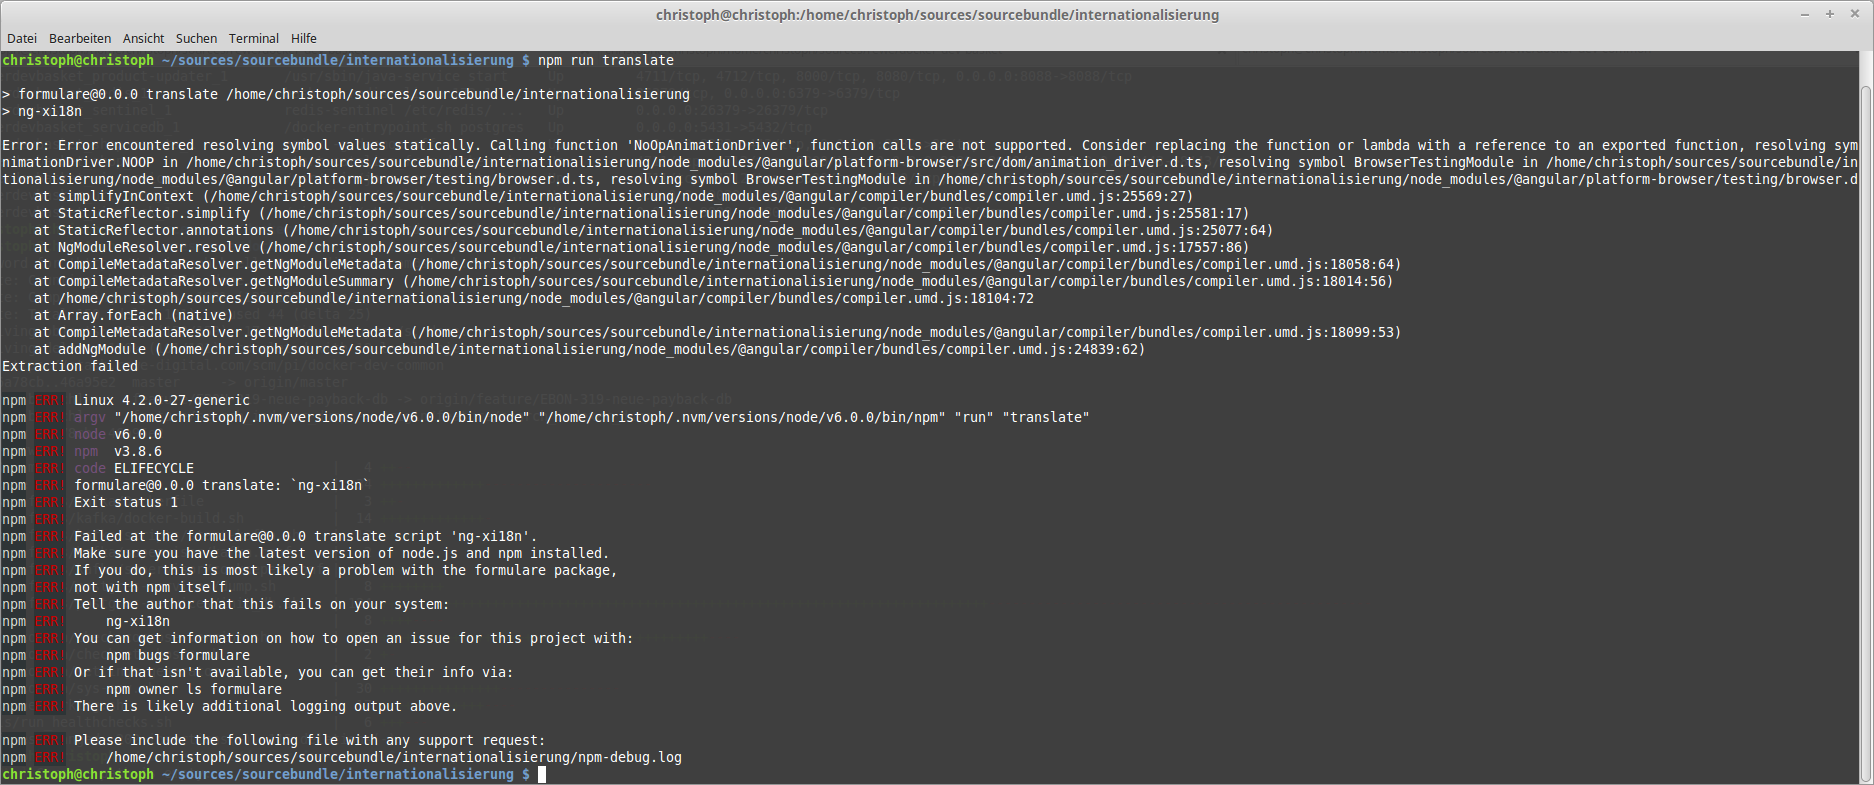 christoph@christoph:/home/christoph/sources/sourcebundle/internationalisierung
Datei Bearbeiten Ansicht Suchen Terminal Hilfe
christoph@christoph ~/sources/sourcebundle/internationalisierung $ npm run translate
> formulare@0.0.0 translate /home/christoph/sources/sourcebundle/internationalisierung
> ng-xi18n
Error: Error encountered resolving symbol values statically. Calling function 'NoOpAnimationDriver', function calls are not supported. Consider replacing the function or lambda with a reference to an exported function, resolving sym
nimationDriver.NOOP in /home/christoph/sources/sourcebundle/internationalisierung/node_modules/@angular/platform-browser/src/dom/animation_driver.d.ts, resolving symbol BrowserTestingModule in /home/christoph/sources/sourcebundle/in
tionalisierung/node_modules/@angular/platform-browser/testing/browser.d.ts, resolving symbol BrowserTestingModule in /home/christoph/sources/sourcebundle/internationalisierung/node_modules/@angular/platform-browser/testing/browser.d
at simplifyInContext (/home/christoph/sources/sourcebundle/internationalisierung/node_modules/@angular/compiler/bundles/compiler.umd.js:25569:27)
at StaticReflector.simplify (/home/christoph/sources/sourcebundle/internationalisierung/node_modules/@angular/compiler/bundles/compiler.umd.js:25581:17)
at StaticReflector.annotations (/home/christoph/sources/sourcebundle/internationalisierung/node_modules/@angular/compiler/bundles/compiler.umd.js:25077:64)
at NgModuleResolver.resolve (/home/christoph/sources/sourcebundle/internationalisierung/node_modules/@angular/compiler/bundles/compiler.umd.js:17557:86)
at CompileMetadataResolver.getNgModuleMetadata (/home/christoph/sources/sourcebundle/internationalisierung/node_modules/@angular/compiler/bundles/compiler.umd.js:18058:64)
at CompileMetadataResolver.getNgModuleSummary (/home/christoph/sources/sourcebundle/internationalisierung/node_modules/@angular/compiler/bundles/compiler.umd.js:18014:56)
at /home/christoph/sources/sourcebundle/internationalisierung/node_modules/@angular/compiler/bundles/compiler.umd.js:18104:72
at Array.forEach (native)
at CompileMetadataResolver.getNgModuleMetadata (/home/christoph/sources/sourcebundle/internationalisierung/node_modules/@angular/compiler/bundles/compiler.umd.js:18099:53)
at addNgModule (/home/christoph/sources/sourcebundle/internationalisierung/node_modules/@angular/compiler/bundles/compiler.umd.js:24839:62)
Extraction failed
npm ERR! Linux 4.2.0-27-generic
npm ERR! argv "/home/christoph/.nvm/versions/node/v6.0.0/bin/node" "/home/christoph/.nvm/versions/node/v6.0.0/bin/npm" "run" "translate"
npm ERR! node v6.0.0
npm ERR! npm v3.8.6
npm ERR! code ELIFECYCLE
npm ERR! formulare@0.0.0 translate: `ng-xi18n`
npm ERR! Exit status 1
npm ERR!
npm ERR! Failed at the formulare@0.0.0 translate script 'ng-xi18n'.
npm ERR! Make sure you have the latest version of node.js and npm installed.
npm ERR! If you do, this is most likely a problem with the formulare package,
npm ERR! not with npm itself.
npm ERR! Tell the author that this fails on your system:
npm ERR! ng-xi18n
npm ERR! You can get information on how to open an issue for this project with:
npm ERR! npm bugs formulare
npm ERR! Or if that isn't available, you can get their info via:
npm ERR! npm owner ls formulare
npm ERR! There is likely additional logging output above.
npm ERR! Please include the following file with any support request:
npm ERR! /home/christoph/sources/sourcebundle/internationalisierung/npm-debug.log
christoph@christoph ~/sources/sourcebundle/internationalisierung $